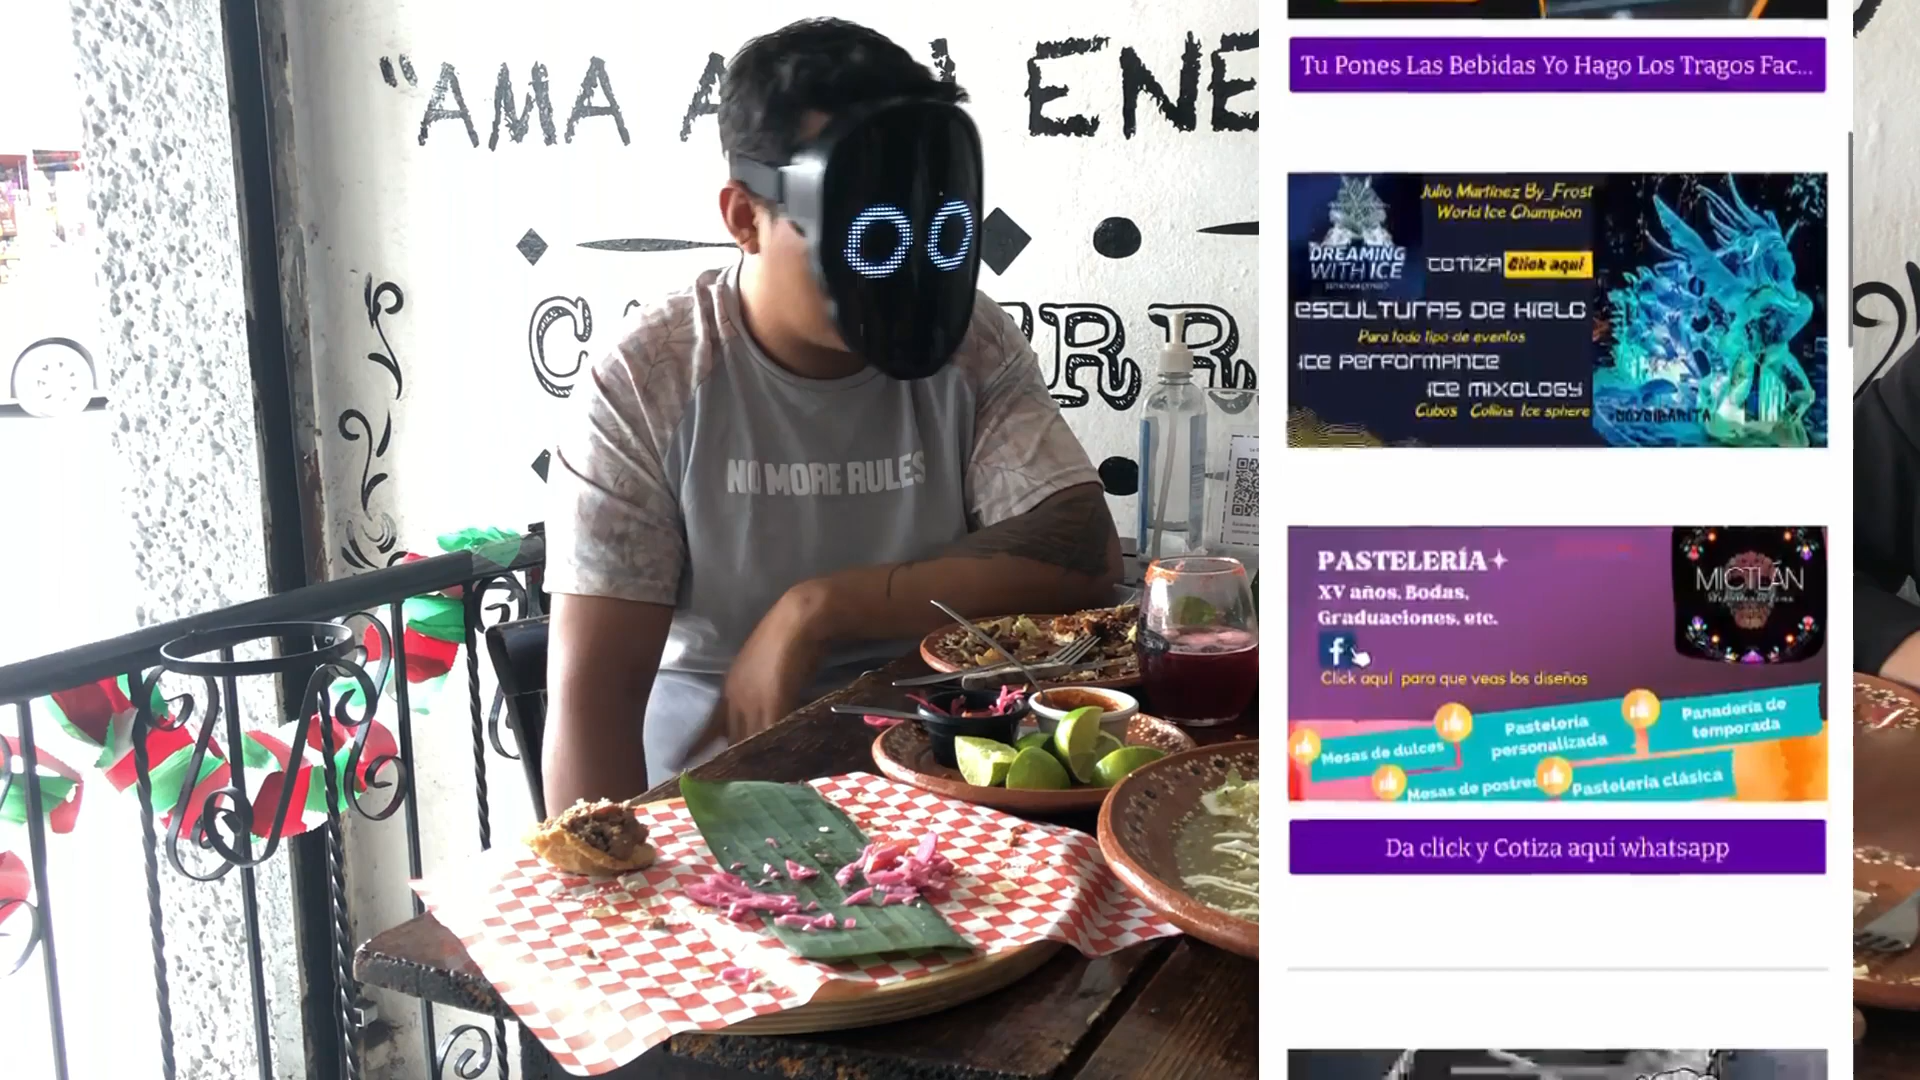 "AMA A
ENE
C
RR
NO MORE RULES
Tu Pones Las Bebidas Yo Hago Los Tragos Fac...
Julio Martínez By_Frost
World Ice Champion
DREAMING
WITH ICE
COTIZA Click aquí
ESCULTURAS DE HIELO
Para todo tipo de eventos
ICE PERFORMANCE
ICE MIXOLOGY
Cubos Collins Ice sphere
PASTELERÍA
XV años, Bodas,
Graduaciones, etc.
MICTLÁN
Click aquí para que veas los diseños
Mesas de dulces
Pastelería
personalizada
Panadería de
temporada
Mesas de postres
Pastelería clásica
Da click y Cotiza aquí whatsapp